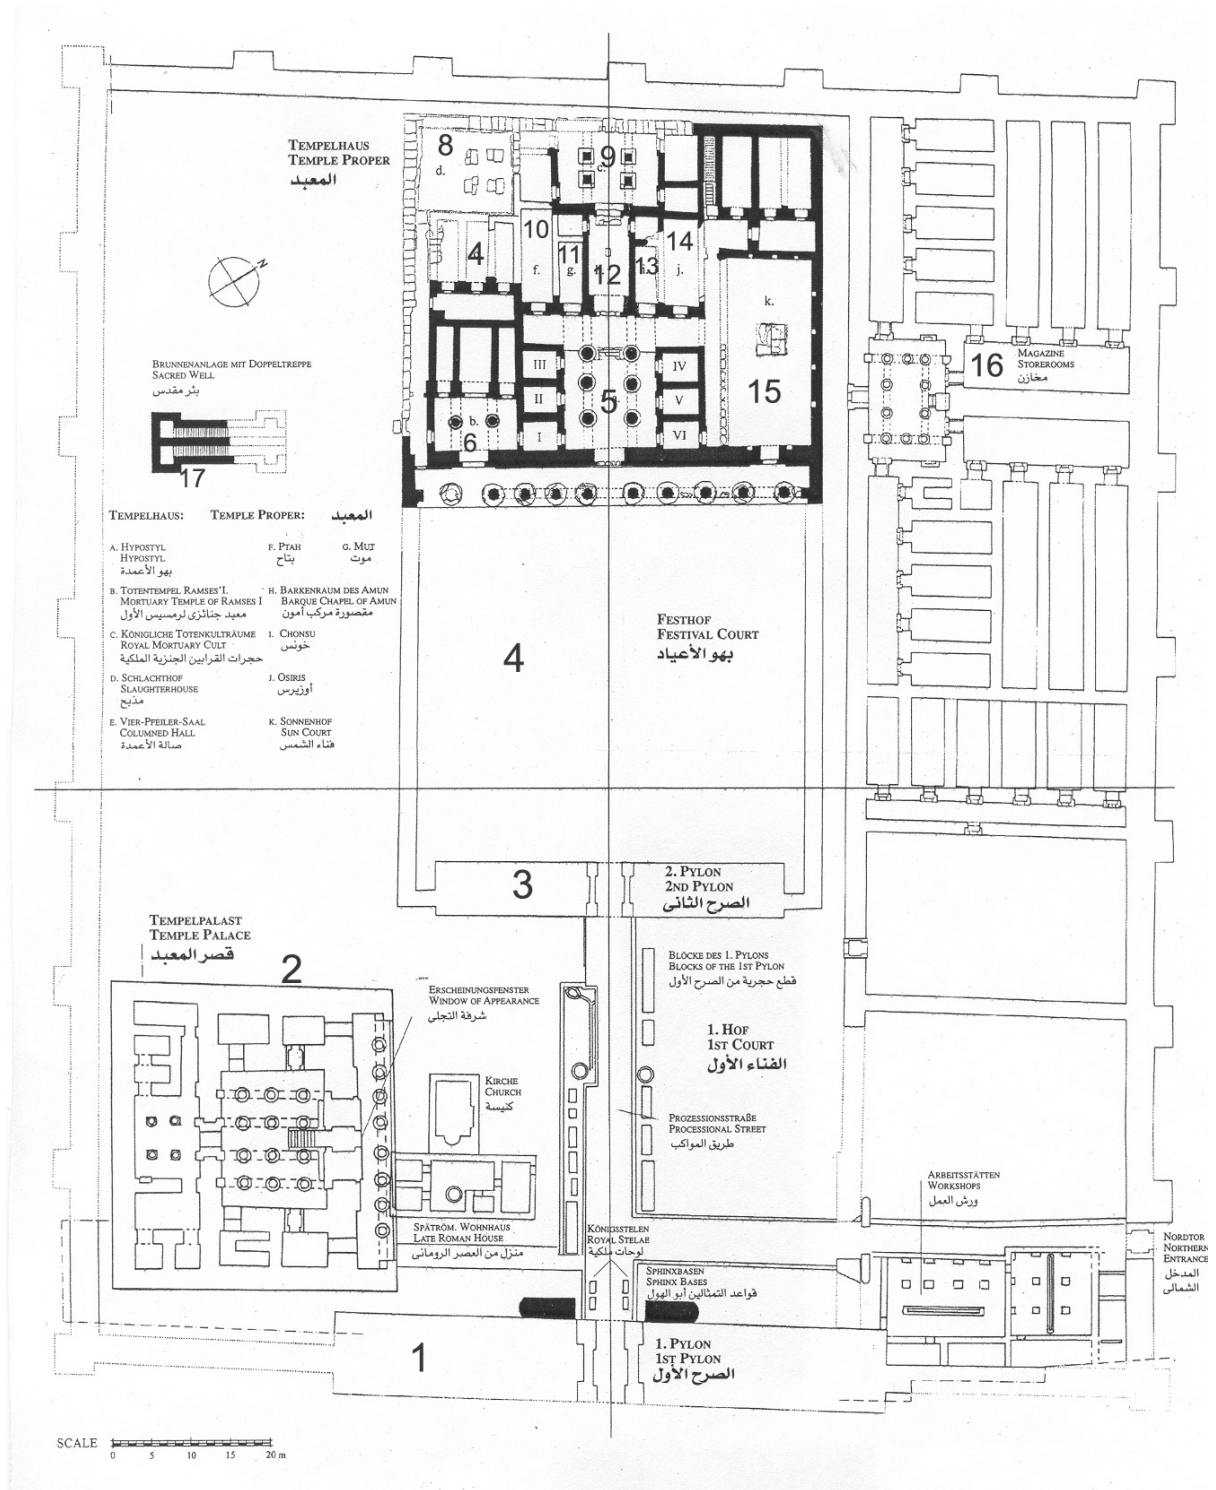 TEMPELHAUS
TEMPLE PROPER
المعبد
8
d.
9
c.
10
f.
4
11
g.
12
13
14
j.
k.
15
III
IV
II
V
I
VI
5
b.
6
16
MAGAZINE
STOREROOMS
مخازن
N
BRUNNENANLAGE MIT DOPPELTREPPE
SACRED WELL
بئر مقدس
17
TEMPELHAUS: TEMPLE PROPER: المعبد
A. HYPOSTYL
HYPOSTYL
بهو الأعمدة
F. PTAH
بتاح
G. MUT
موت
B. TOTENTEMPEL RAMSES' I.
MORTUARY TEMPLE OF RAMSES I
معبد جنائزى لرمسيس الأول
H. BARKENRAUM DES AMUN
BARQUE CHAPEL OF AMUN
مقصورة مركب أمون
C. KÖNIGLICHE TOTENKULTRÄUME
ROYAL MORTUARY CULT
حجرات القرابين الجنزية الملكية
I. CHONSU
خونس
D. SCHLACHTHOF
SLAUGHTERHOUSE
مذبح
J. OSIRIS
أوزيرس
E. VIER-PFEILER-SAAL
COLUMNED HALL
صالة الأعمدة
K. SONNENHOF
SUN COURT
فناء الشمس
4
FESTHOF
FESTIVAL COURT
بهو الأعياد
3
2. PYLON
2ND PYLON
الصرح الثانى
TEMPELPALAST
TEMPLE PALACE
قصر المعبد
2
ERSCHEINUNGSFENSTER
WINDOW OF APPEARANCE
شرفة التجلى
BLÖCKE DES 1. PYLONS
BLOCKS OF THE 1ST PYLON
قطع حجرية من الصرح الأول
1. HOF
1ST COURT
الفناء الأول
KIRCHE
CHURCH
كنيسة
PROZESSIONSSTRAßE
PROCESSIONAL STREET
طريق المواكب
ARBEITSSTÄTTEN
WORKSHOPS
ورش العمل
SPÄTRÖM. WOHNHAUS
LATE ROMAN HOUSE
منزل من العصر الرومانى
KÖNIGSSTELEN
ROYAL STELAE
لوحات ملكية
NORDTOR
NORTHERN
ENTRANCE
المدخل
الشمالى
SPHINXBASEN
SPHINX BASES
قواعد التمثالين أبو الهول
1
1. PYLON
1ST PYLON
الصرح الأول
SCALE
0 5 10 15 20 m